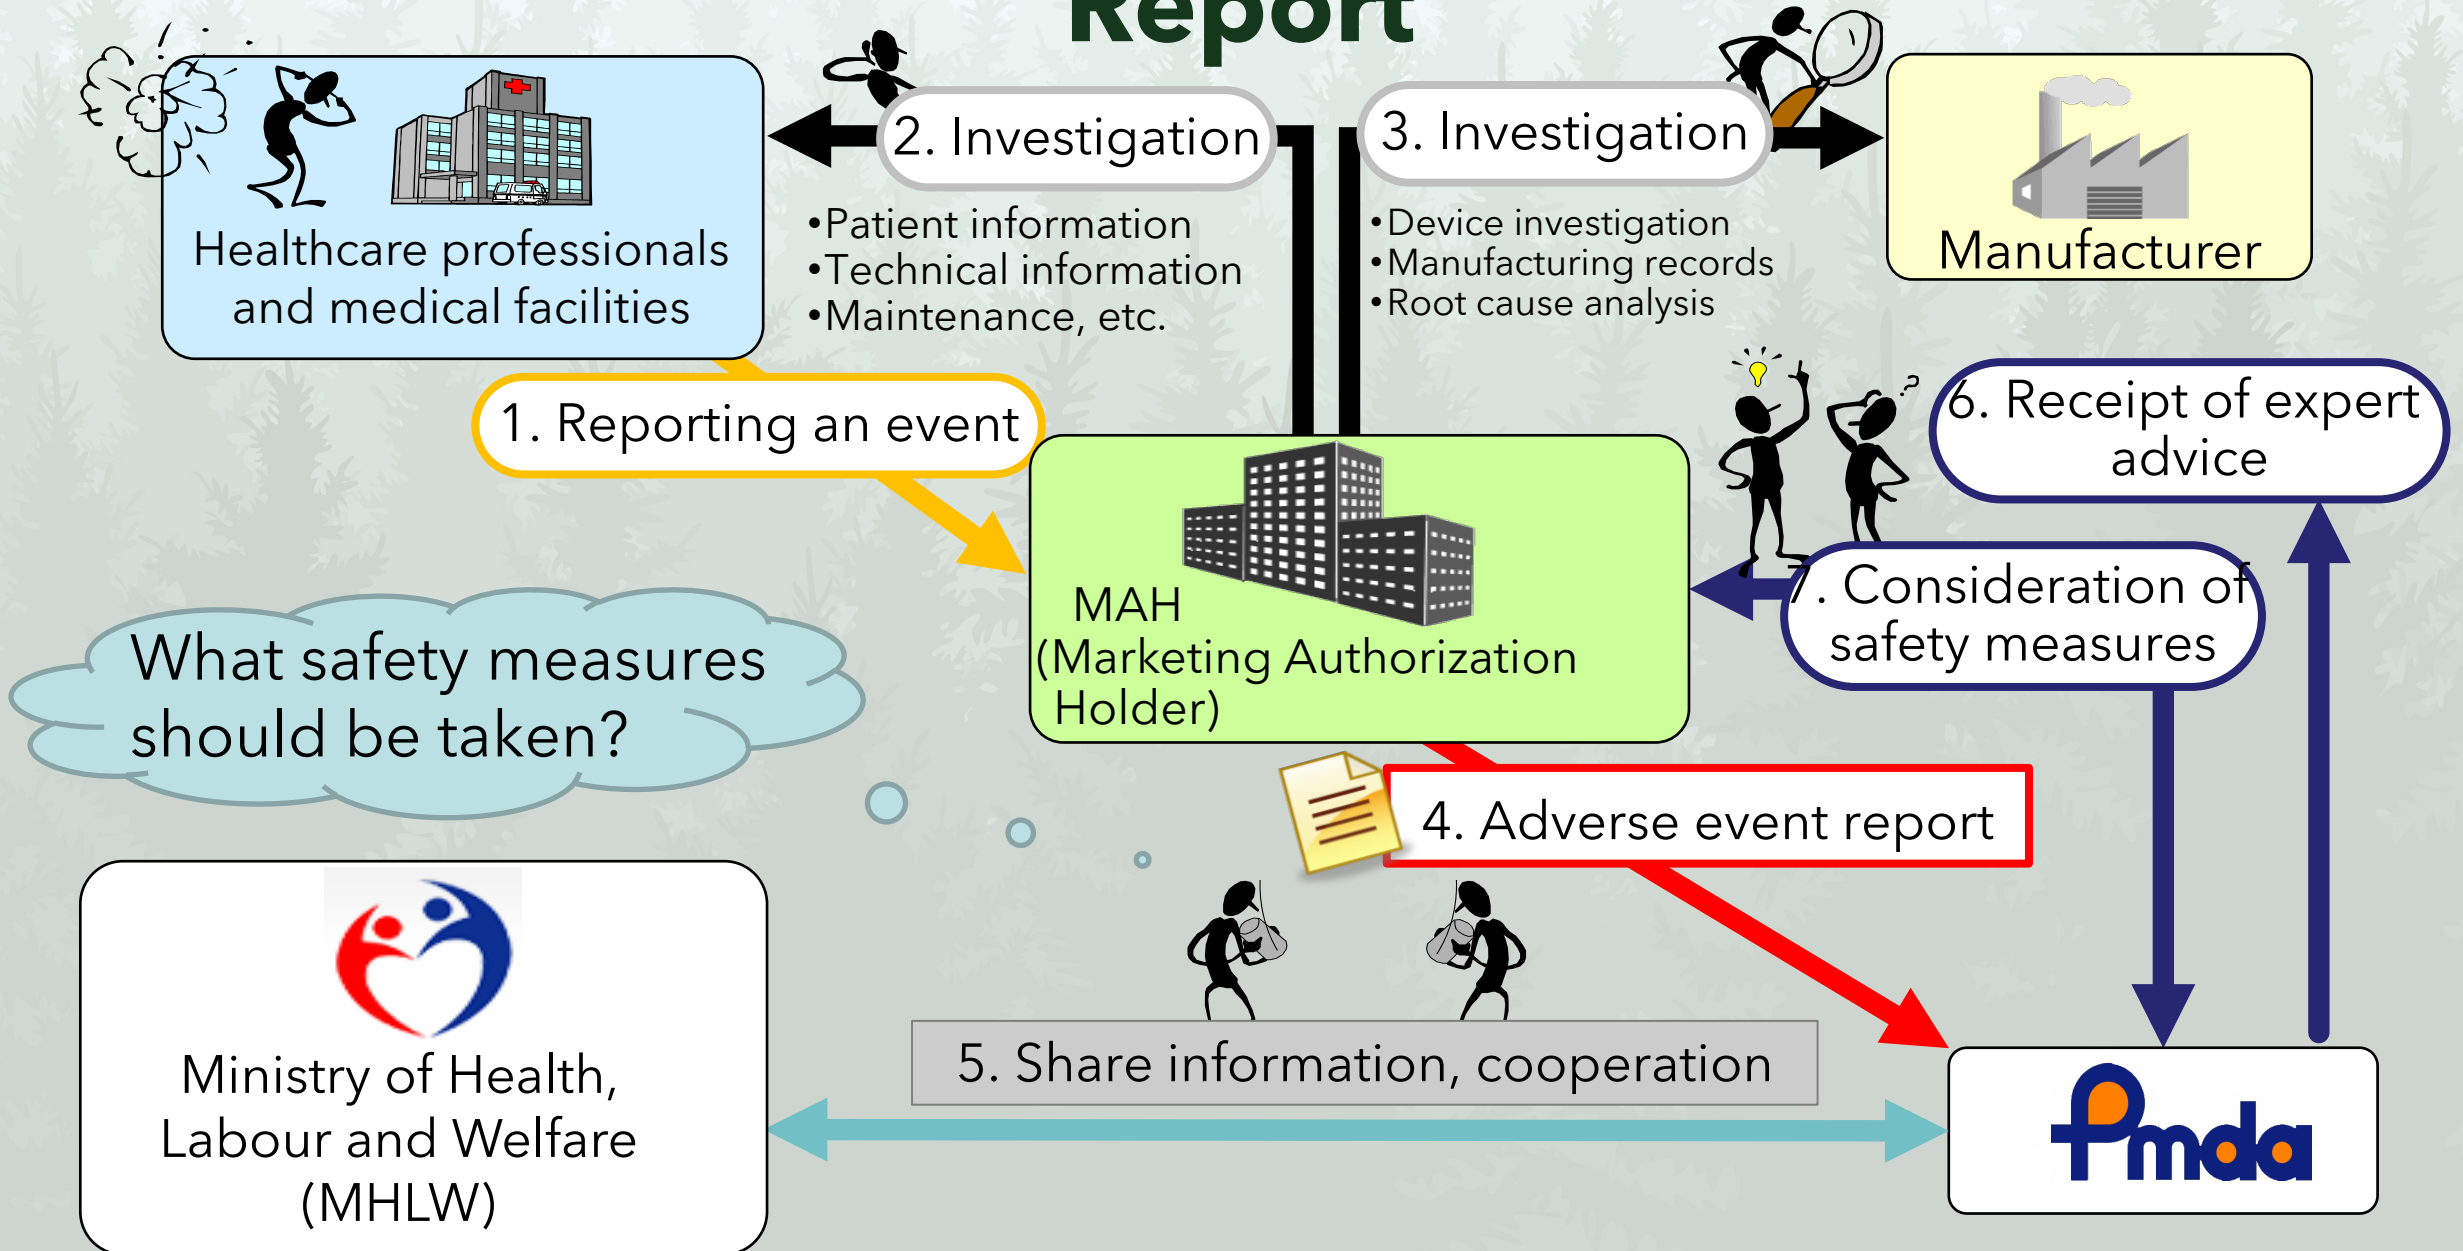 Report
2. Investigation
3. Investigation
•Patient information
•Technical information
•Maintenance, etc.
•Device investigation
•Manufacturing records
•Root cause analysis
Healthcare professionals
and medical facilities
Manufacturer
1. Reporting an event
6. Receipt of expert
advice
MAH
(Marketing Authorization
Holder)
7. Consideration of
safety measures
What safety measures
should be taken?
4. Adverse event report
5. Share information, cooperation
Ministry of Health,
Labour and Welfare
(MHLW)
Pmda